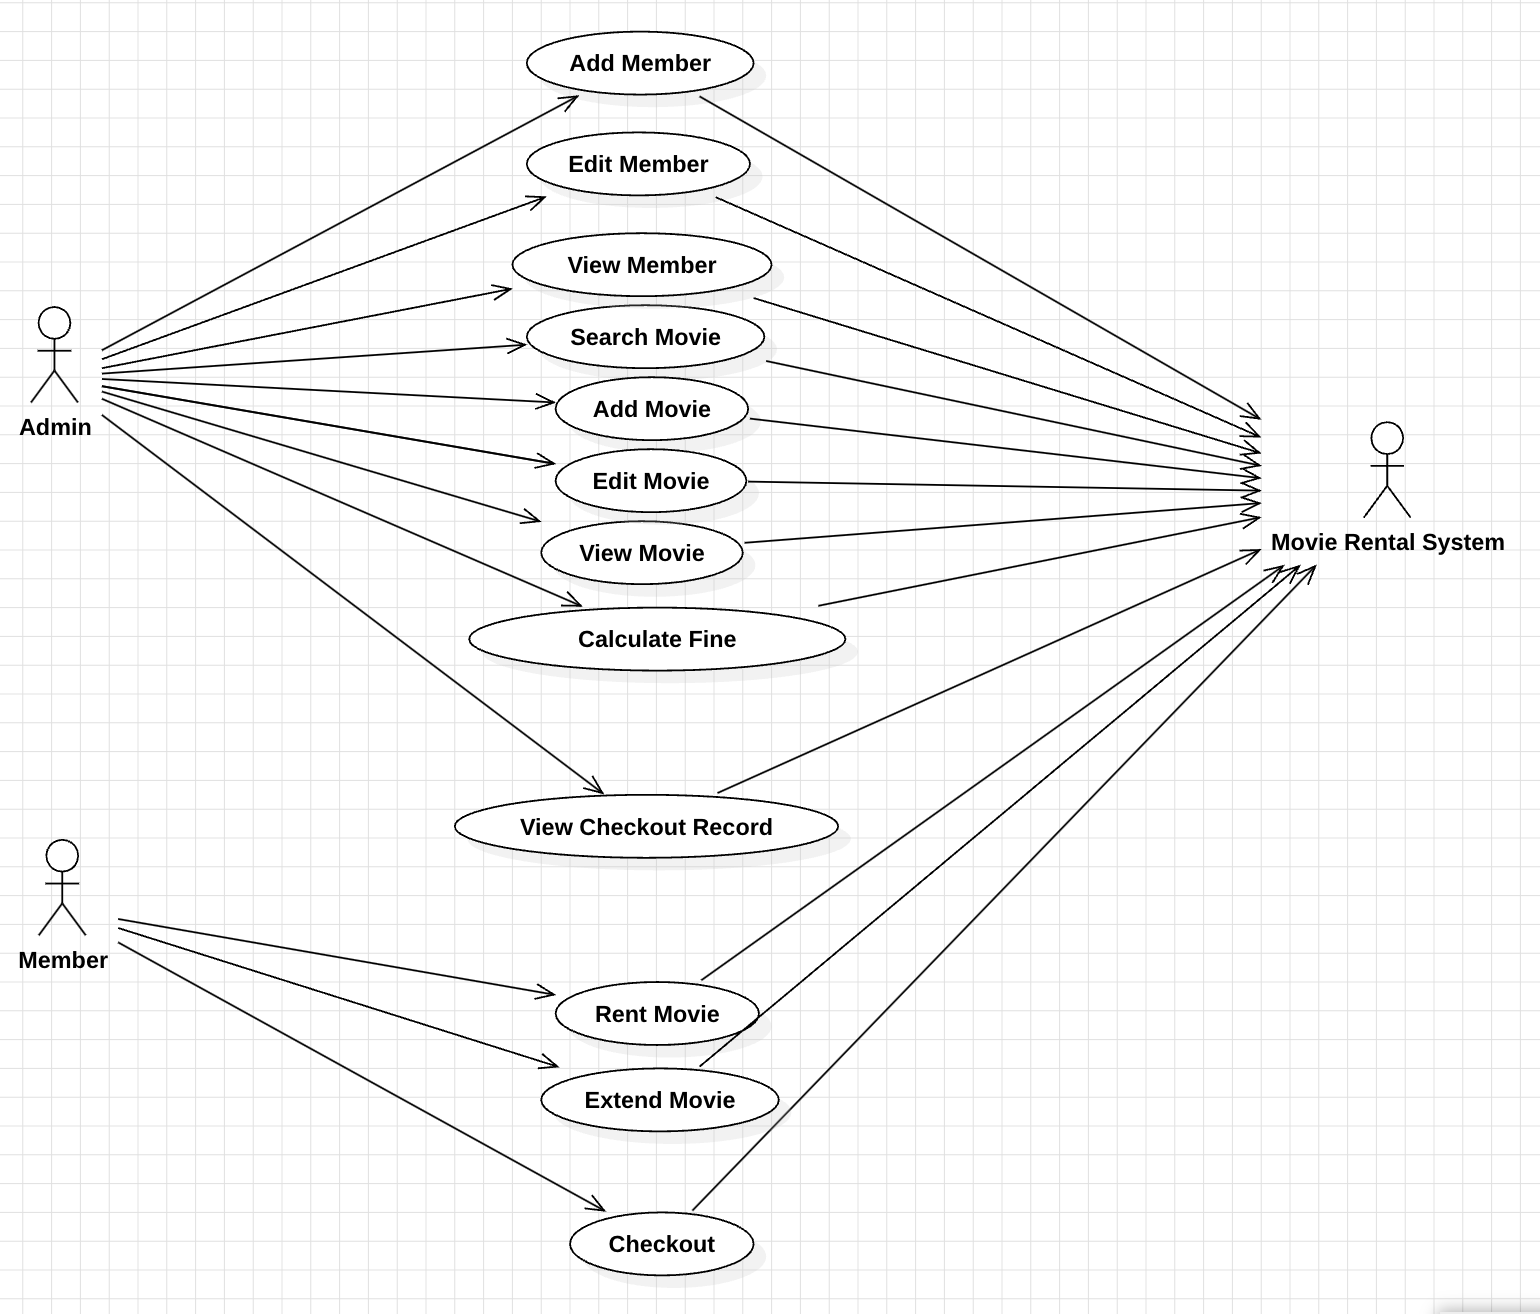 Add Member
Edit Member
View Member
Search Movie
Add Movie
Edit Movie
View Movie
Calculate Fine
View Checkout Record
Rent Movie
Extend Movie
Checkout
Admin
Member
Movie Rental System